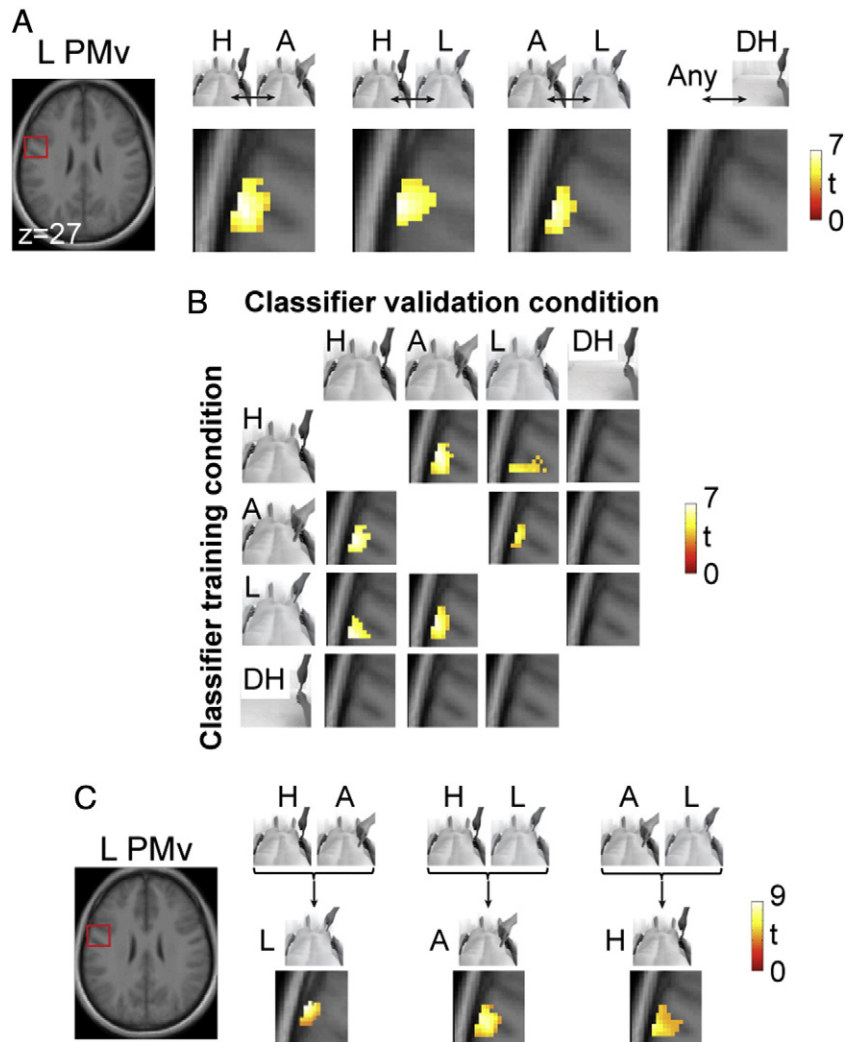 A
L PMv
z=27
H A
H L
A L
Any DH
7
t
0
B
Classifier validation condition
H A L DH
Classifier training condition
H
A
L
DH
7
t
0
C
L PMv
H A
H L
A L
L
A
H
9
t
0